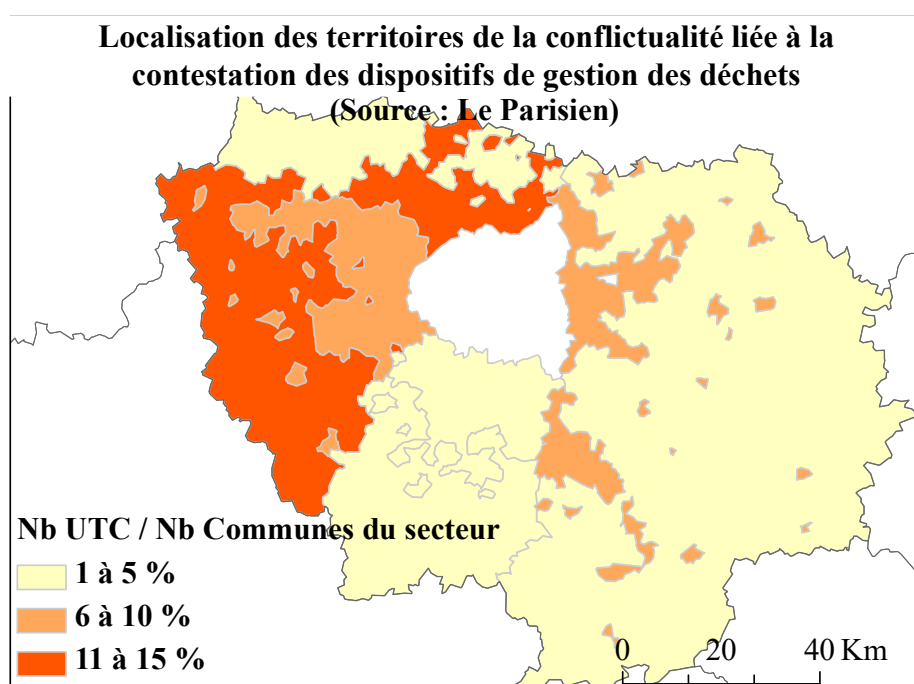 Localisation des territoires de la conflictualité liée à la
contestation des dispositifs de gestion des déchets
(Source : Le Parisien)
Nb UTC / Nb Communes du secteur
1 à 5 %
6 à 10 %
11 à 15 %
0 20 40 Km